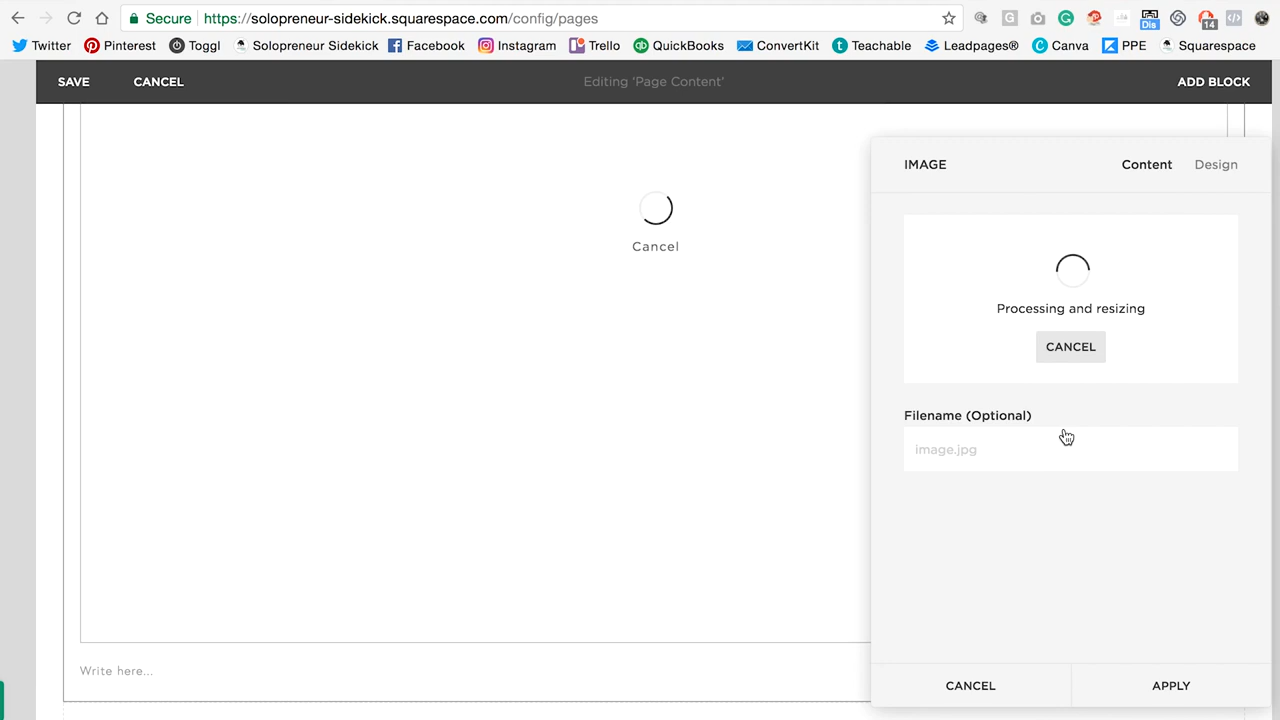 Secure https://solopreneur-sidekick.squarespace.com/config/pages
Dis 14
Twitter Pinterest Toggl Solopreneur Sidekick Facebook Instagram Trello QuickBooks ConvertKit Teachable Leadpages® Canva PPE Squarespace
SAVE CANCEL Editing ‘Page Content’ ADD BLOCK
IMAGE Content Design
Cancel
Processing and resizing
CANCEL
Filename (Optional)
image.jpg
Write here...
CANCEL APPLY